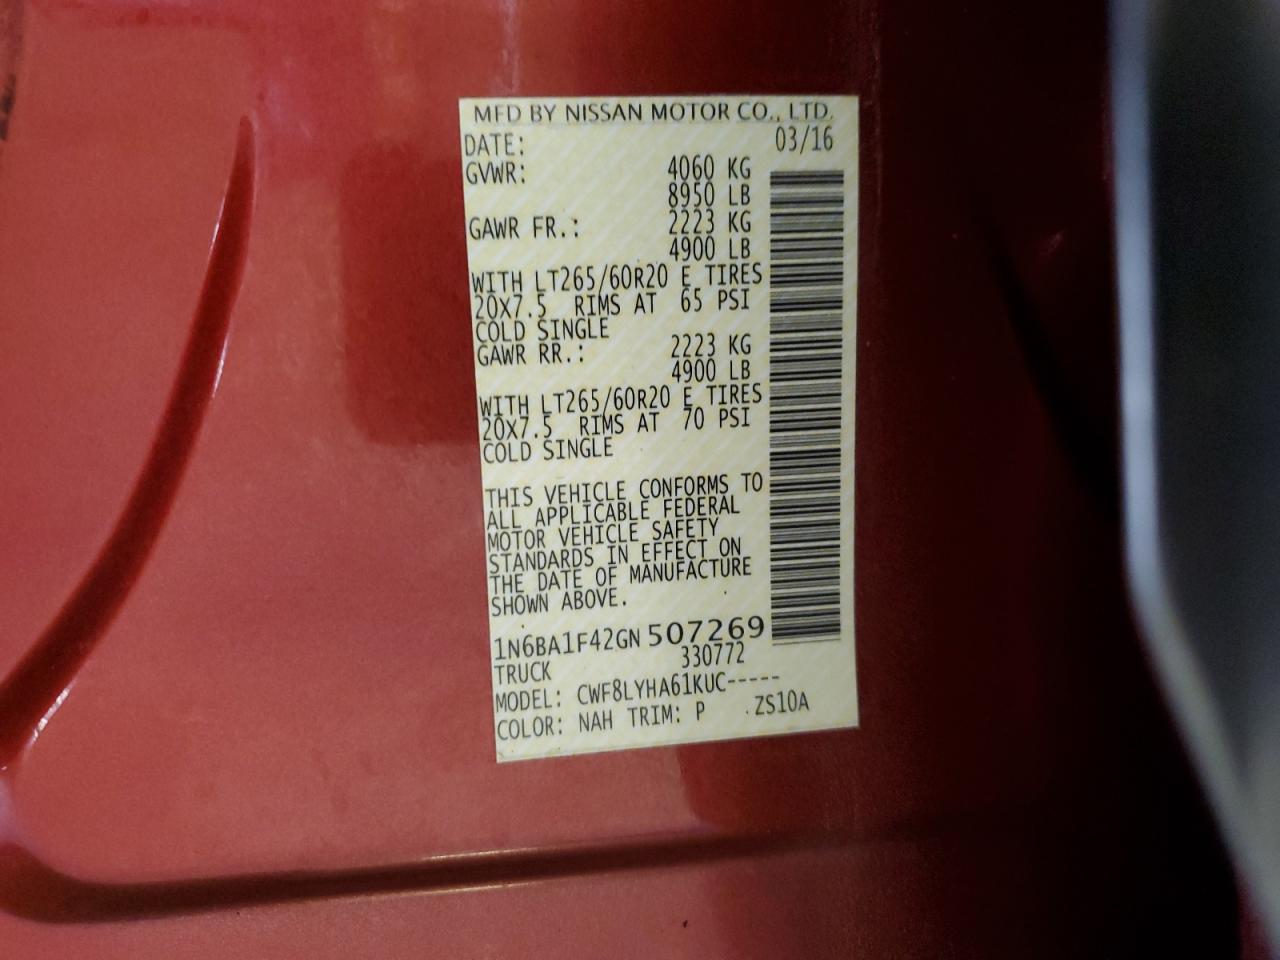 MFD BY NISSAN MOTOR CO., LTD.
DATE: 03/16
GVWR: 4060 KG
8950 LB
GAWR FR.: 2223 KG
4900 LB
WITH LT265/60R20 E TIRES
20X7.5 RIMS AT 65 PSI
COLD SINGLE
GAWR RR.: 2223 KG
4900 LB
WITH LT265/60R20 E TIRES
20X7.5 RIMS AT 70 PSI
COLD SINGLE
THIS VEHICLE CONFORMS TO
ALL APPLICABLE FEDERAL
MOTOR VEHICLE SAFETY
STANDARDS IN EFFECT ON
THE DATE OF MANUFACTURE
SHOWN ABOVE.
1N6BA1F42GN507269
TRUCK 330772
MODEL: CWF8LYHA61KUC-----
COLOR: NAH TRIM: P ZS10A